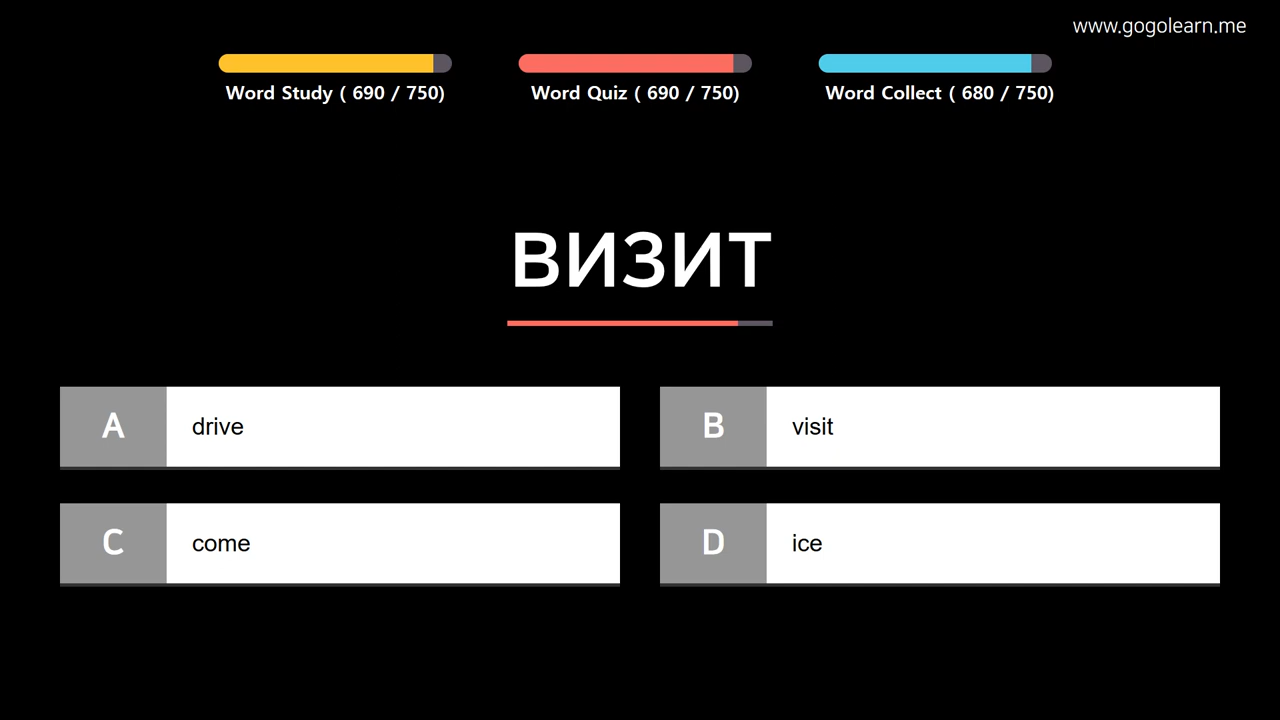 www.gogolearn.me
Word Study ( 690 / 750)
Word Quiz ( 690 / 750)
Word Collect ( 680 / 750)
визит
A drive
B visit
C come
D ice